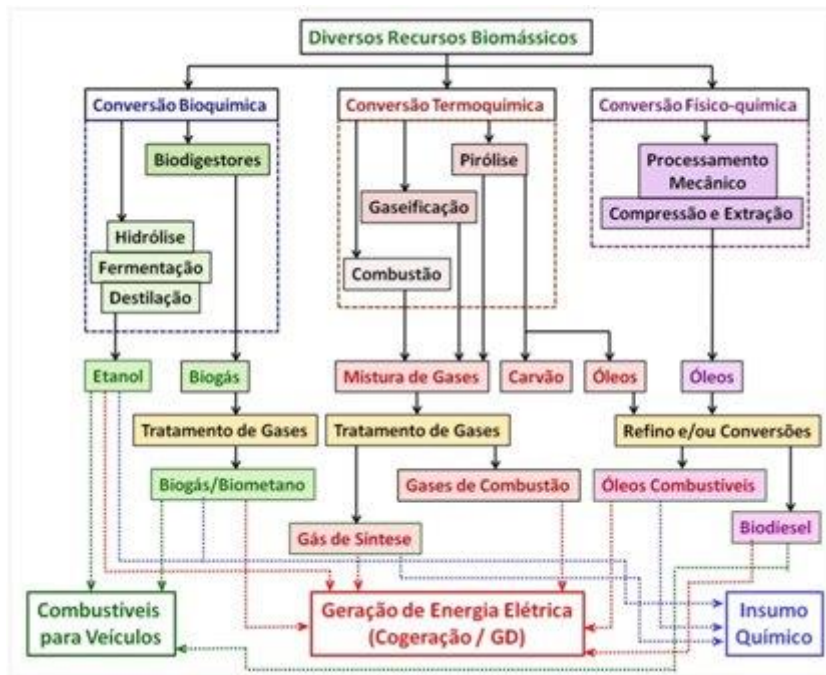 Diversos Recursos Biomássicos
Conversão Bioquímica
Conversão Termoquímica
Conversão Físico-química
Biodigestores
Pirólise
Processamento
Mecânico
Gaseificação
Compressão e Extração
Hidrólise
Fermentação
Combustão
Destilação
Etanol
Biogás
Mistura de Gases
Carvão
Óleos
Óleos
Tratamento de Gases
Tratamento de Gases
Refino e/ou Conversões
Biogás/Biometano
Gases de Combustão
Óleos Combustíveis
Gás de Síntese
Biodiesel
Combustíveis
para Veículos
Geração de Energia Elétrica
(Cogeração / GD)
Insumo
Químico